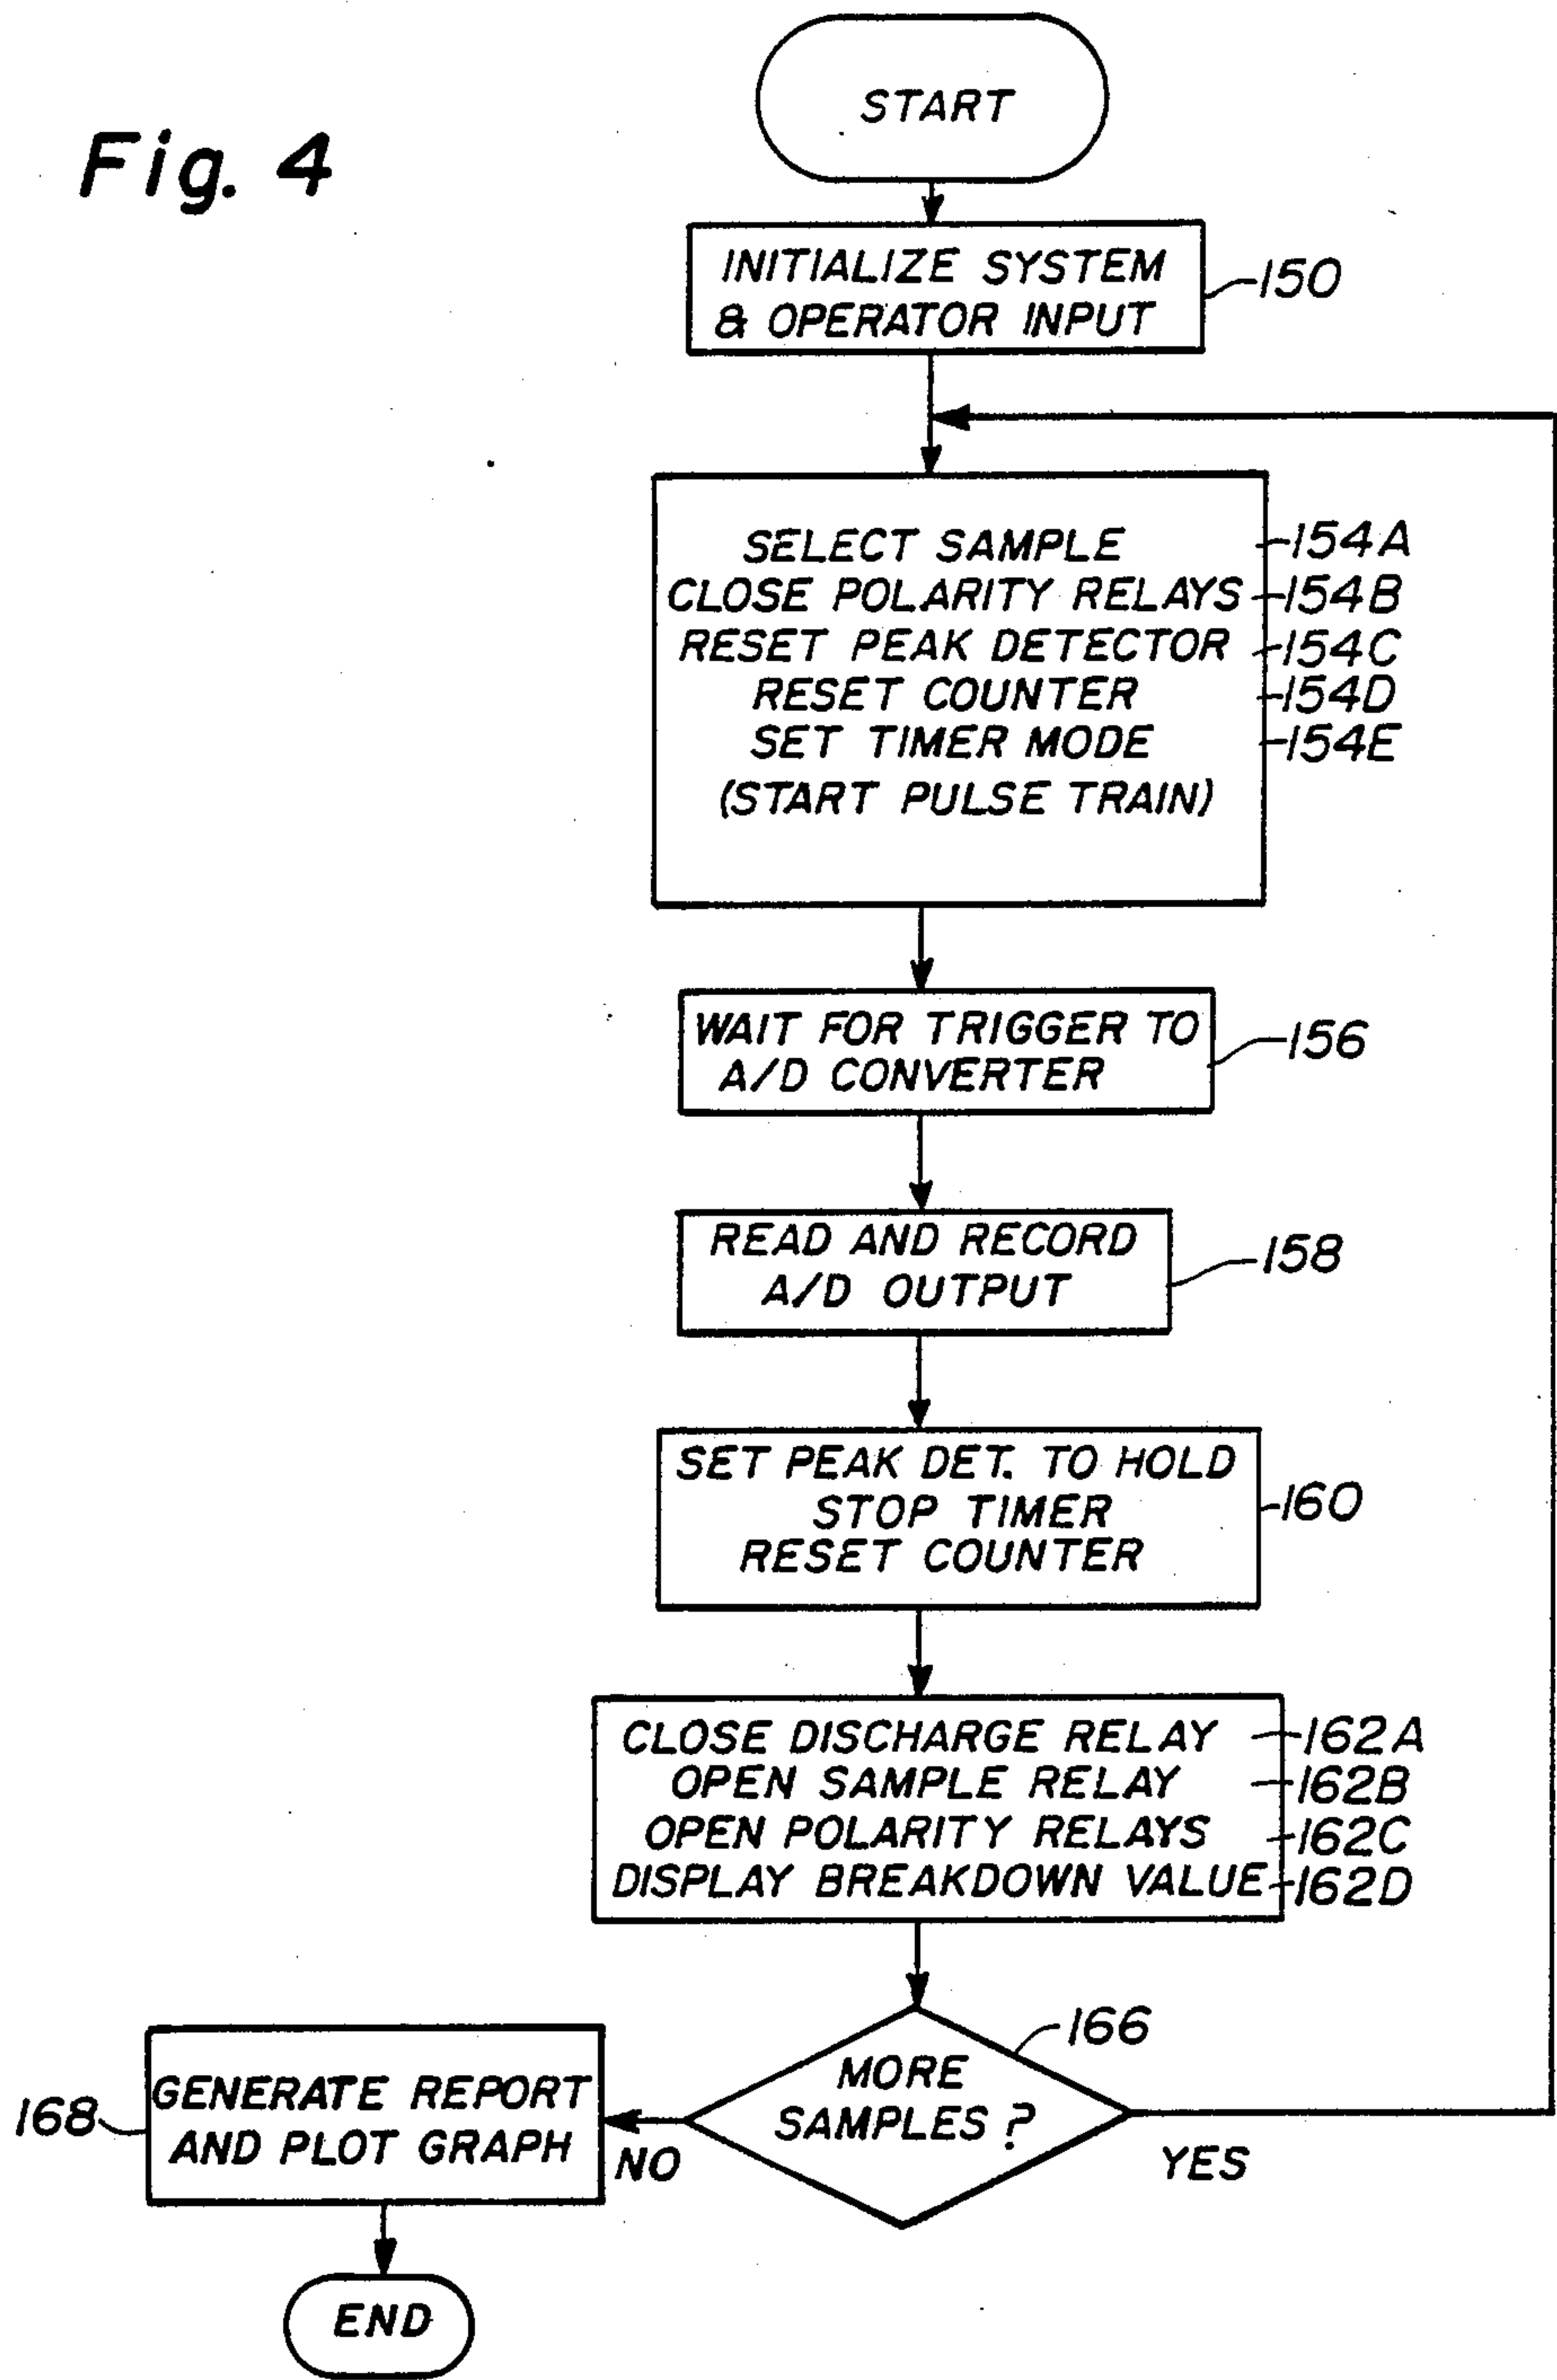 Fig. 4
START
INITIALIZE SYSTEM
& OPERATOR INPUT
150
SELECT SAMPLE
154A
CLOSE POLARITY RELAYS
154B
RESET PEAK DETECTOR
154C
RESET COUNTER
154D
SET TIMER MODE
154E
(START PULSE TRAIN)
WAIT FOR TRIGGER TO
A/D CONVERTER
156
READ AND RECORD
A/D OUTPUT
158
SET PEAK DET. TO HOLD
STOP TIMER
RESET COUNTER
160
CLOSE DISCHARGE RELAY
162A
OPEN SAMPLE RELAY
162B
OPEN POLARITY RELAYS
162C
DISPLAY BREAKDOWN VALUE
162D
MORE
SAMPLES?
166
YES
NO
GENERATE REPORT
AND PLOT GRAPH
168
END